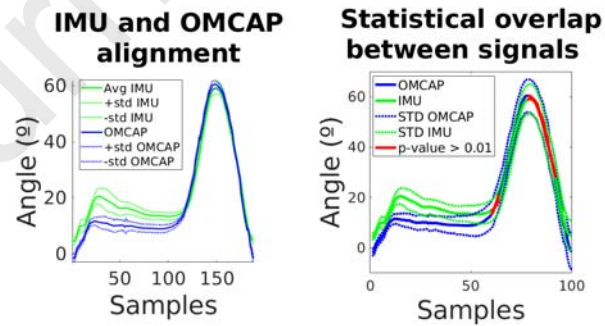 IMU and OMCAP
alignment
Angle (º)
60
40
20
0
Avg IMU
+std IMU
-std IMU
OMCAP
+std OMCAP
-std OMCAP
50 100 150
Samples
Statistical overlap
between signals
Angle (º)
60
40
20
0
OMCAP
IMU
STD OMCAP
STD IMU
p-value > 0.01
0 50 100
Samples